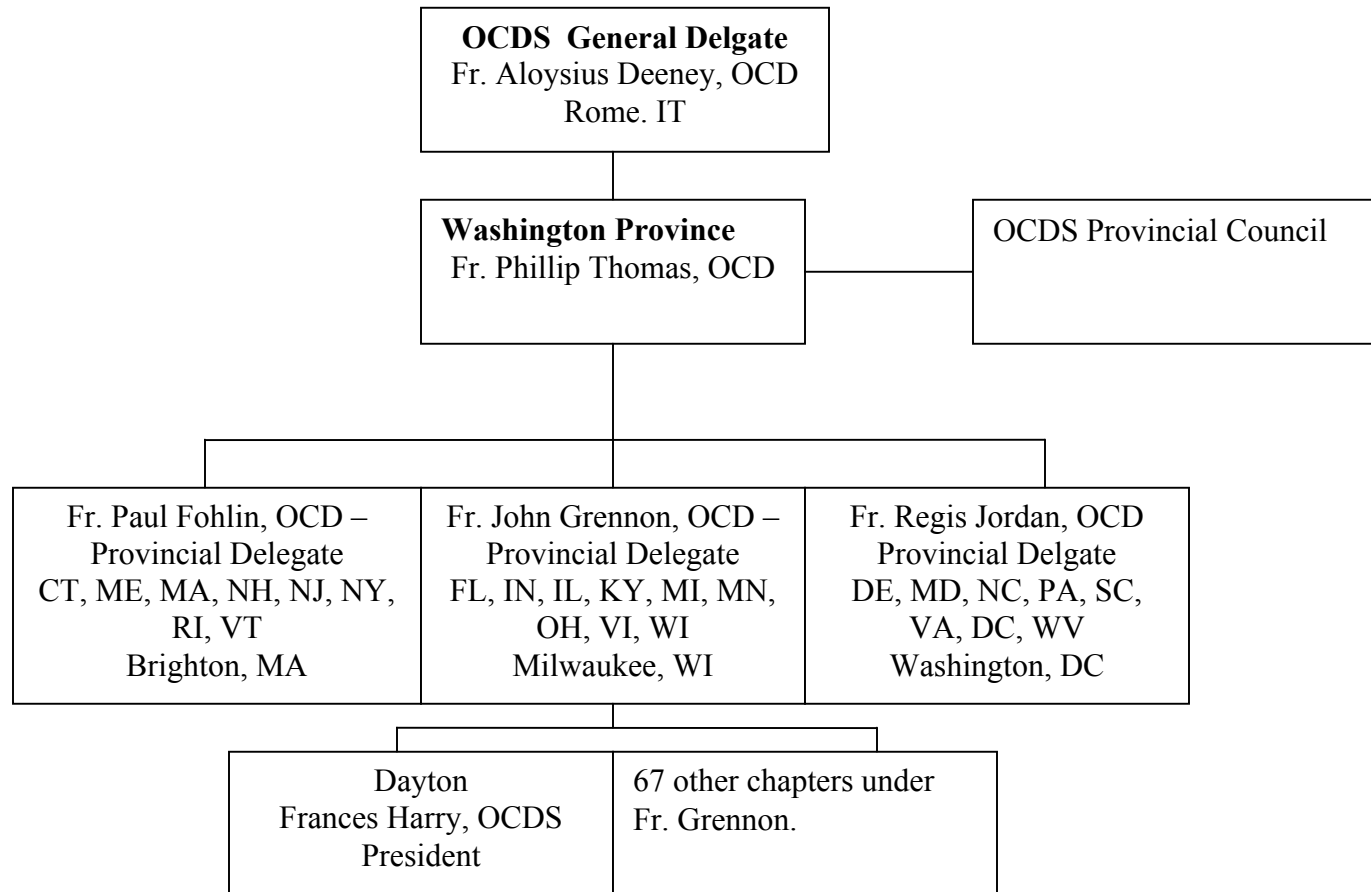 OCDS General Delgate
Fr. Aloysius Deeney, OCD
Rome. IT
Washington Province
Fr. Phillip Thomas, OCD
OCDS Provincial Council
Fr. Paul Fohlin, OCD –
Provincial Delegate
CT, ME, MA, NH, NJ, NY,
RI, VT
Brighton, MA
Fr. John Grennon, OCD –
Provincial Delegate
FL, IN, IL, KY, MI, MN,
OH, VI, WI
Milwaukee, WI
Fr. Regis Jordan, OCD
Provincial Delgate
DE, MD, NC, PA, SC,
VA, DC, WV
Washington, DC
Dayton
Frances Harry, OCDS
President
67 other chapters under
Fr. Grennon.